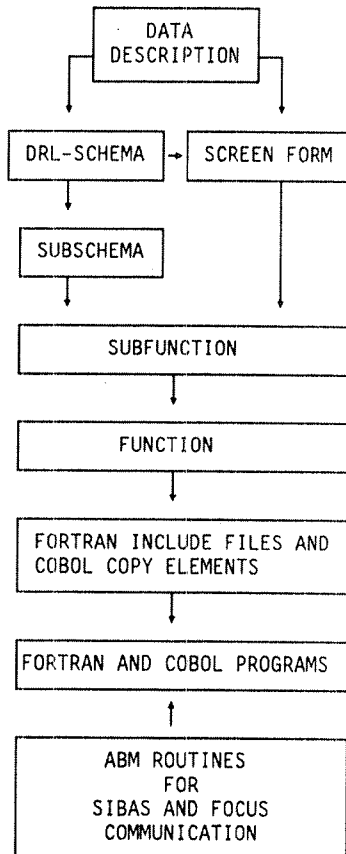 DATA
DESCRIPTION
DRL-SCHEMA
SCREEN FORM
SUBSCHEMA
SUBFUNCTION
FUNCTION
FORTRAN INCLUDE FILES AND
COBOL COPY ELEMENTS
FORTRAN AND COBOL PROGRAMS
ABM ROUTINES
FOR
SIBAS AND FOCUS
COMMUNICATION